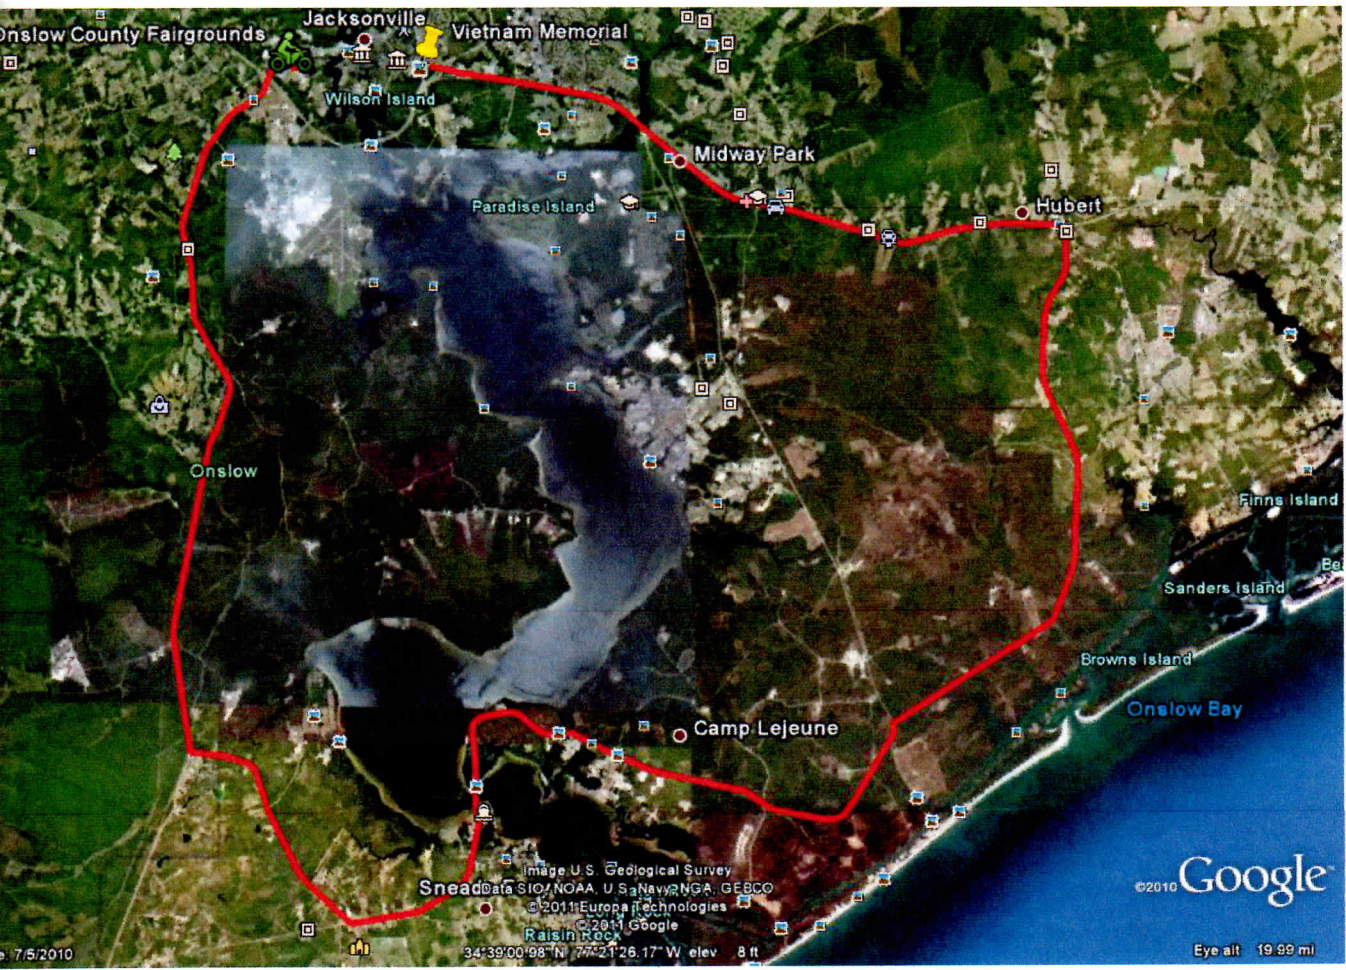 Jacksonville
Onslow County Fairgrounds
Vietnam Memorial
Wilson Island
Midway Park
Paradise Island
Hubert
Onslow
Finns Island
Sanders Island
Be
Browns Island
Onslow Bay
Camp Lejeune
Image U.S. Geological Survey
Snead
Data SIO, NOAA, U.S. Navy, NGA, GEBCO
© 2011 Europa Technologies
© 2011 Google
Raisin Rock
©2010 Google
e: 7/5/2010
34°39'00.98" N 77°21'26.17" W elev 8 ft
Eye alt 19.99 mi